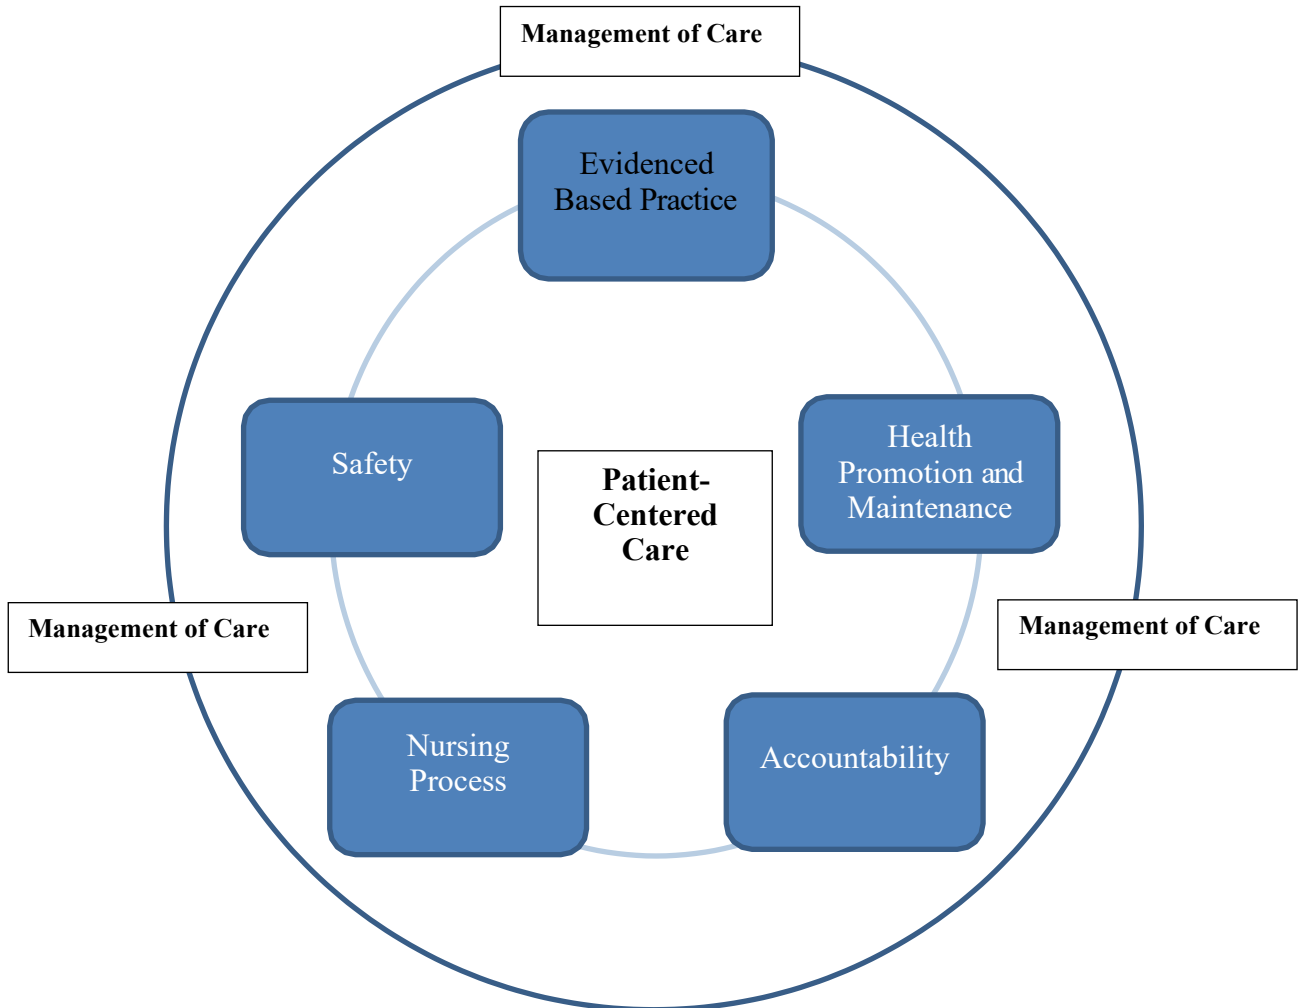 Management of Care
Evidenced
Based Practice
Safety
Health
Promotion and
Maintenance
Patient-
Centered
Care
Management of Care
Management of Care
Nursing
Process
Accountability